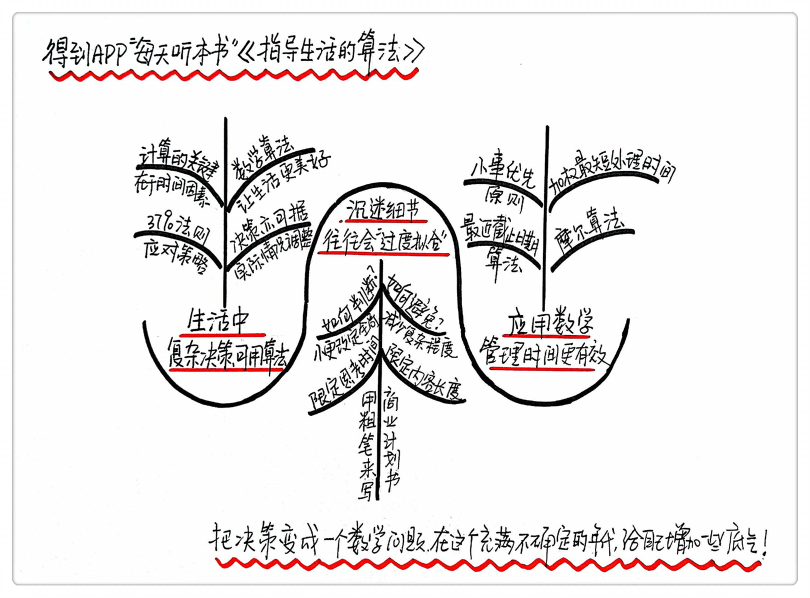 得到APP"每天听本书"《指导生活的算法》
计算的关键
在于时间因素
数学算法
让生活更美好
37%法则
应对策略
决策亦可据
实际情况调整
生活中
复杂决策可用算法
沉迷细节
往往会"过度拟合"
如何判断?
小更改定全局
如何避免?
减少复杂程度
限定思考时间
限定内容长度
用粗笔来写
商业计划书
小事优先
原则
加权最短处理时间
最近截止日期
算法
摩尔算法
应用数学
管理时间更有效
把决策变成一个数学问题,在这个充满不确定的年代,给自己增加一些底气!